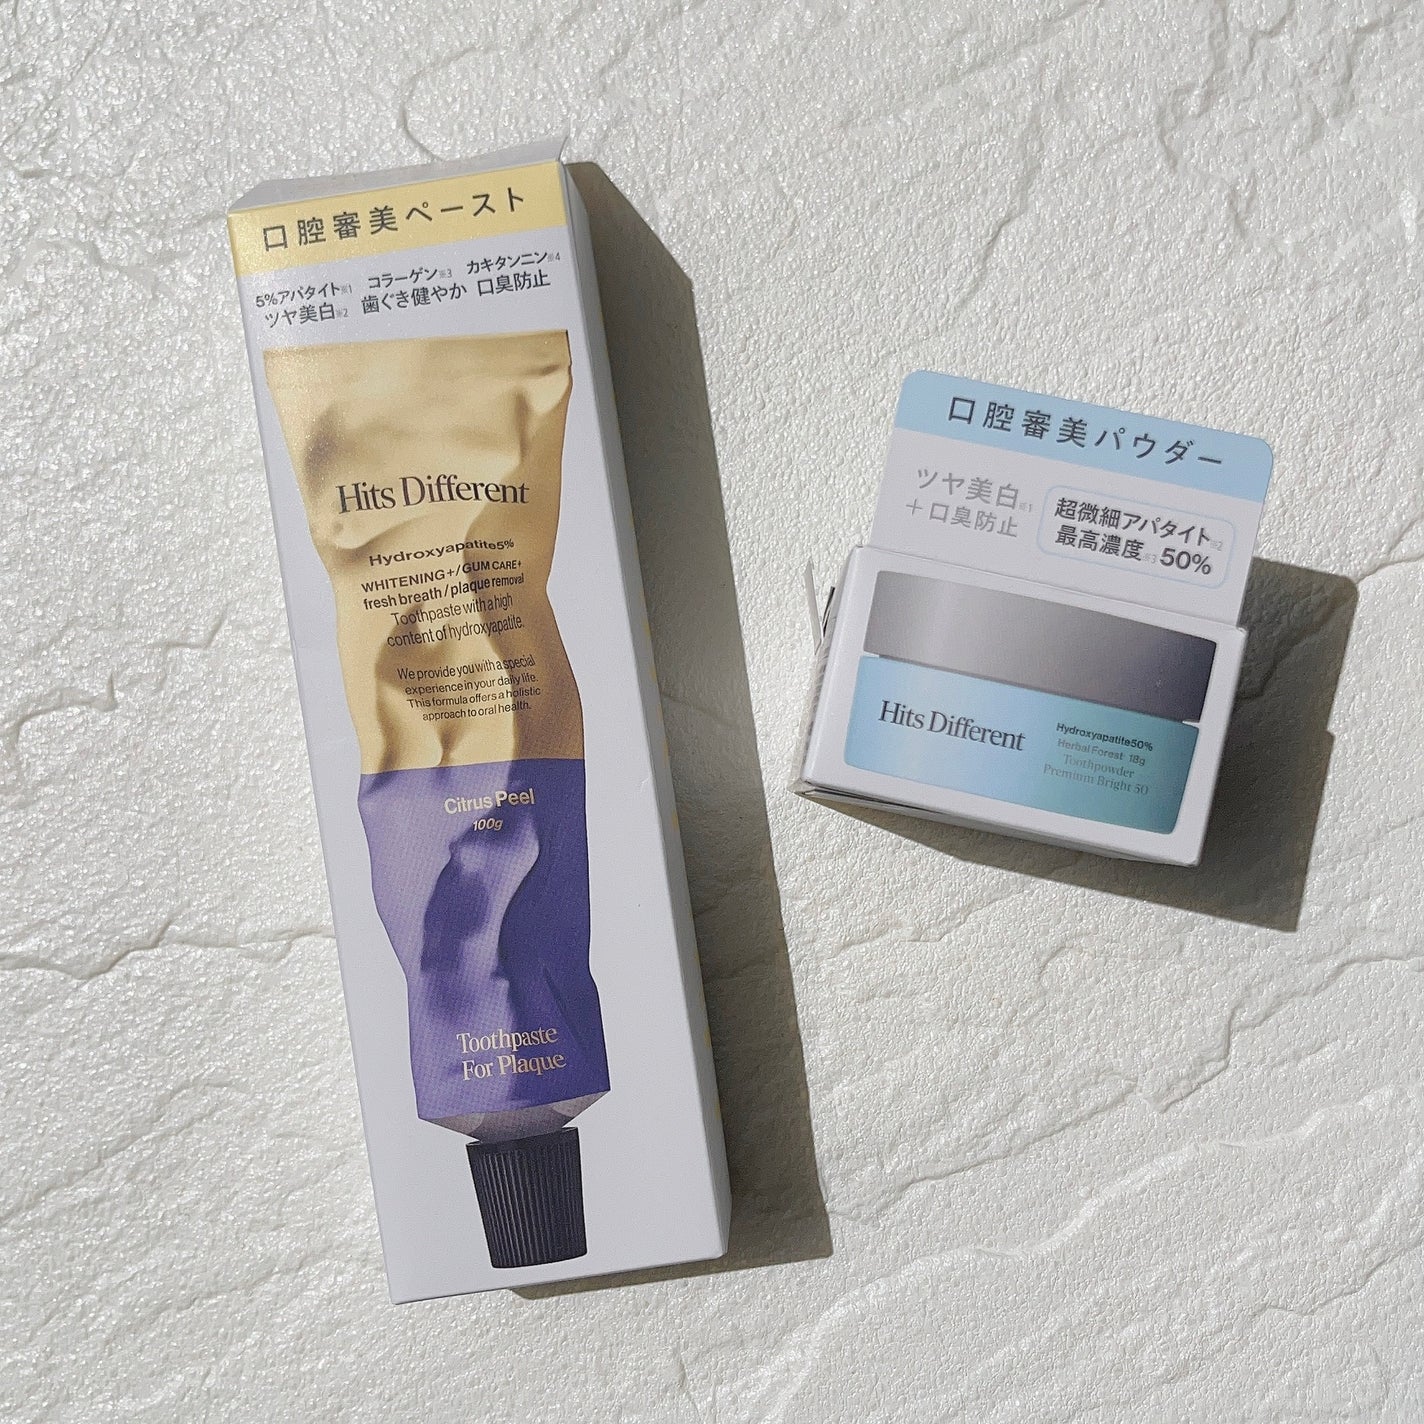 口腔審美ペースト
5%アパタイト※1
ツヤ美白※2
コラーゲン※3
歯ぐき健やか
カキタンニン※4
口臭防止
Hits Different
Hydroxyapatite5%
WHITENING+/GUM CARE+
fresh breath/plaque removal
Toothpaste with a high
content of hydroxyapatite.
We provide you with a special
experience in your daily life.
This formula offers a holistic
approach to oral health.
Citrus Peel
100g
Toothpaste
For Plaque
口腔審美パウダー
ツヤ美白※1
＋口臭防止
超微細アパタイト※2
最高濃度※3 50%
Hits Different
Hydroxyapatite50%
Herbal Forest 18g
Toothpowder
Premium Bright 50